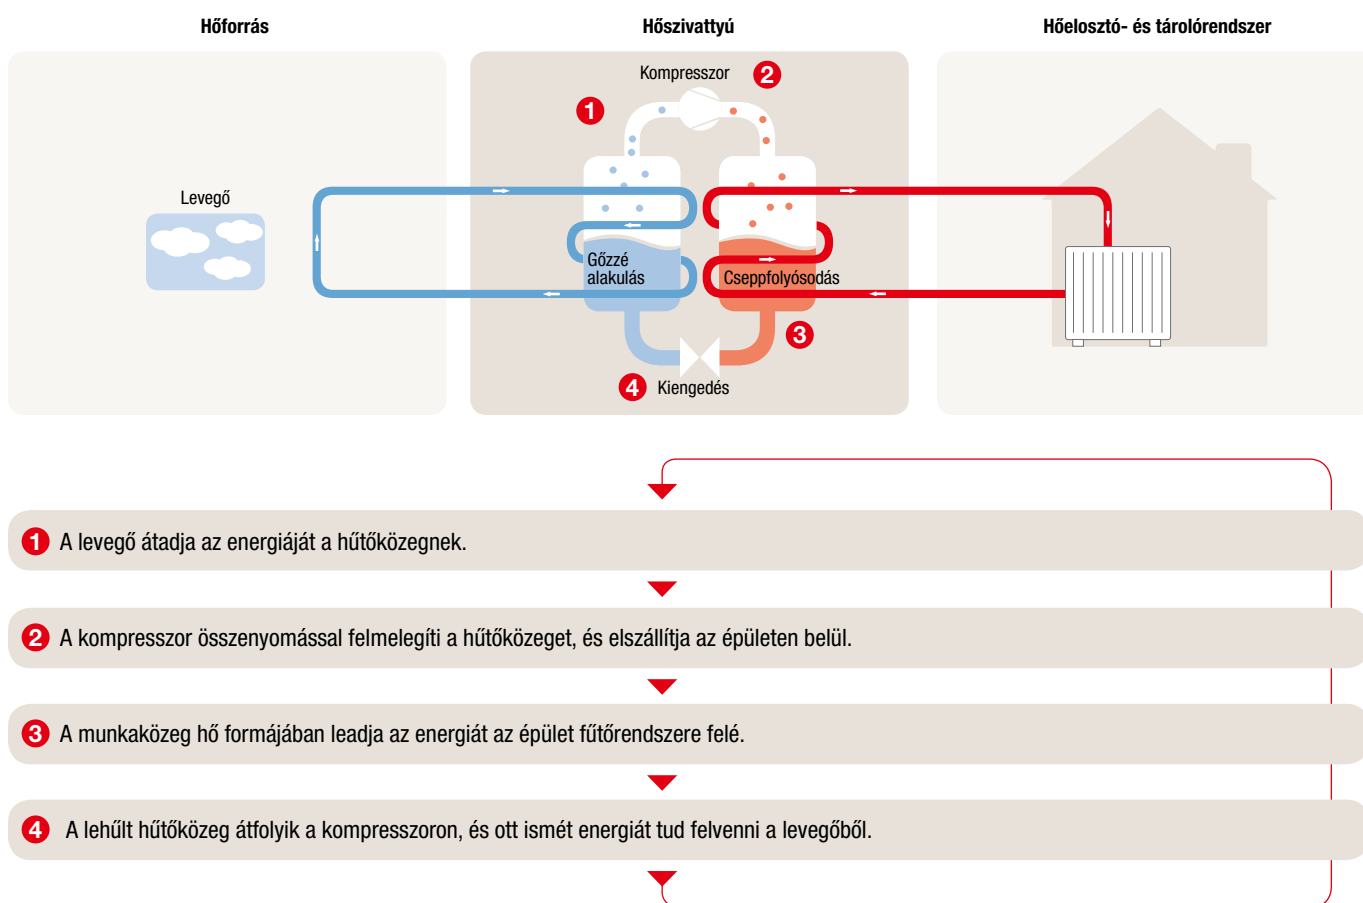 Hőforrás
Hőszivattyú
Hőelosztó- és tárolórendszer
Kompresszor
2
1
Levegő
Gőzzé
alakulás
Cseppfolyósodás
3
4
Kiengedés
1 A levegő átadja az energiáját a hűtőközegnek.
2 A kompresszor összenyomással felmelegíti a hűtőközeget, és elszállítja az épületen belül.
3 A munkaközeg hő formájában leadja az energiát az épület fűtőrendszere felé.
4 A lehűlt hűtőközeg átfolyik a kompresszoron, és ott ismét energiát tud felvenni a levegőből.